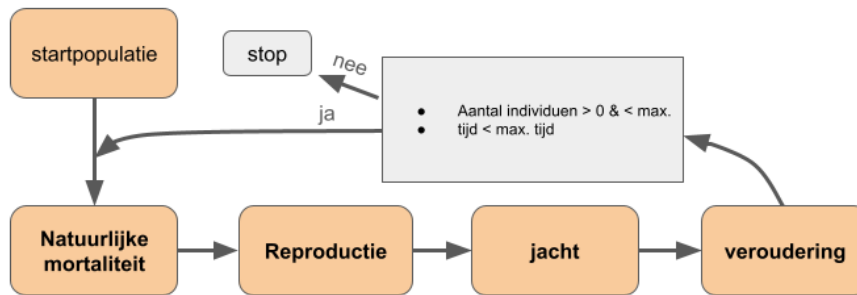 startpopulatie
stop
nee
ja
● Aantal individuen > 0 & < max.
● tijd < max. tijd
Natuurlijke
mortaliteit
Reproductie
jacht
veroudering